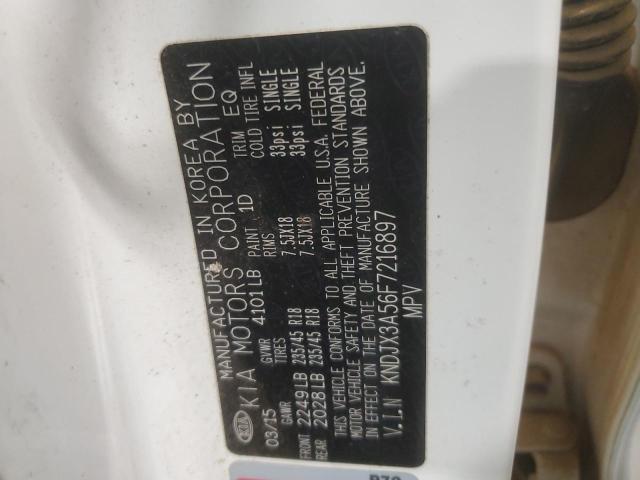 KIA
MANUFACTURED IN KOREA BY
KIA MOTORS CORPORATION
03/15 GVWR 4101LB PAINT 1D TRIM EQ
GAWR TIRES RIMS COLD TIRE INFL
FRONT 2249LB 235/45 R18 7.5JX18 33psi SINGLE
REAR 2028LB 235/45 R18 7.5JX18 33psi SINGLE
THIS VEHICLE CONFORMS TO ALL APPLICABLE U.S.A. FEDERAL
MOTOR VEHICLE SAFETY AND THEFT PREVENTION STANDARDS
IN EFFECT ON THE DATE OF MANUFACTURE SHOWN ABOVE.
V.I.N KNDJX3A56F7216897
MPV